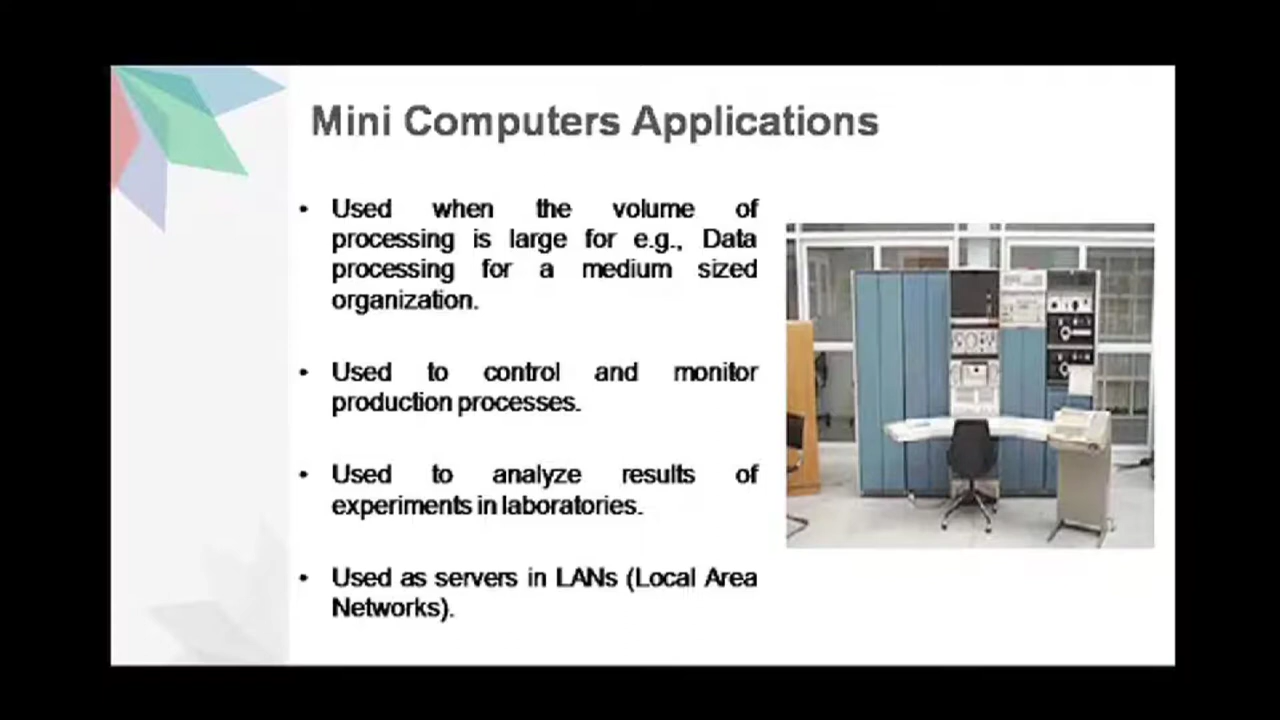 Mini Computers Applications
• Used when the volume of
processing is large for e.g., Data
processing for a medium sized
organization.
• Used to control and monitor
production processes.
• Used to analyze results of
experiments in laboratories.
• Used as servers in LANs (Local Area
Networks).